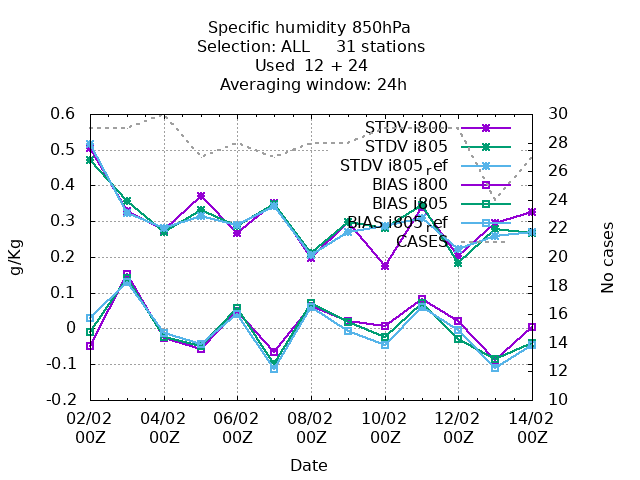 Specific humidity 850hPa
Selection: ALL     31 stations
Used  12 + 24
Averaging window: 24h
STDV i800
STDV i805
STDV i805ref
BIAS i800
BIAS i805
BIAS i805ref
CASES
g/Kg
0.6
0.5
0.4
0.3
0.2
0.1
0
-0.1
-0.2
30
28
26
24
22
20
18
16
14
12
10
No cases
02/02 04/02 06/02 08/02 10/02 12/02 14/02
00Z 00Z 00Z 00Z 00Z 00Z 00Z
Date